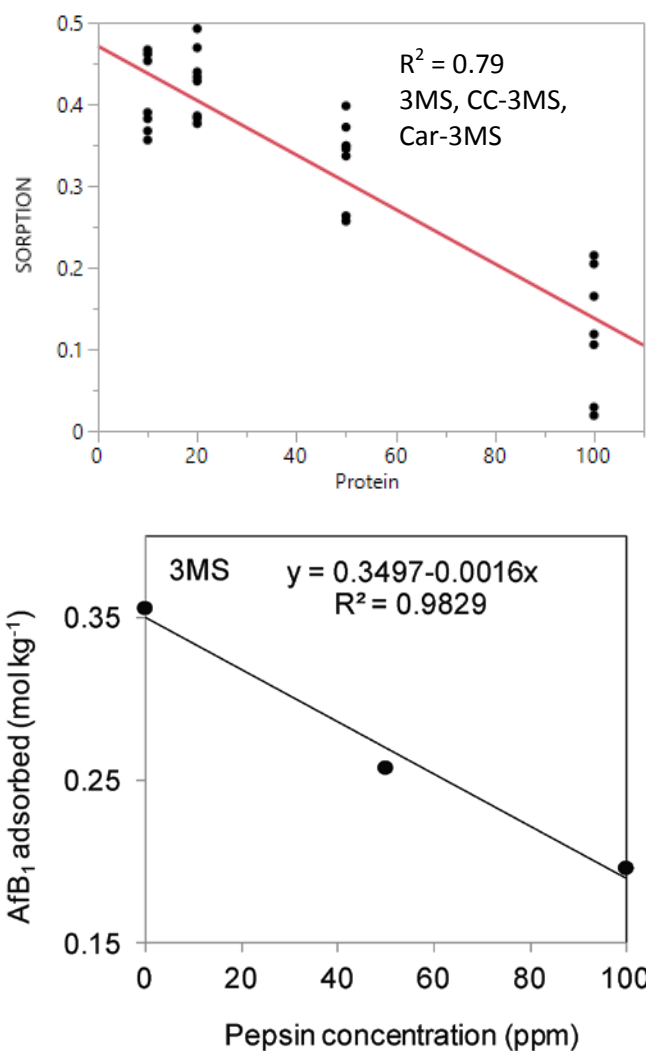 0.5
R² = 0.79
3MS, CC-3MS,
Car-3MS
0.4
0.3
SORPTION
0.2
0.1
0
0 20 40 60 80 100
Protein
3MS y = 0.3497-0.0016x
R² = 0.9829
0.35
AfB₁ adsorbed (mol kg⁻¹)
0.25
0.15
0 20 40 60 80 100
Pepsin concentration (ppm)